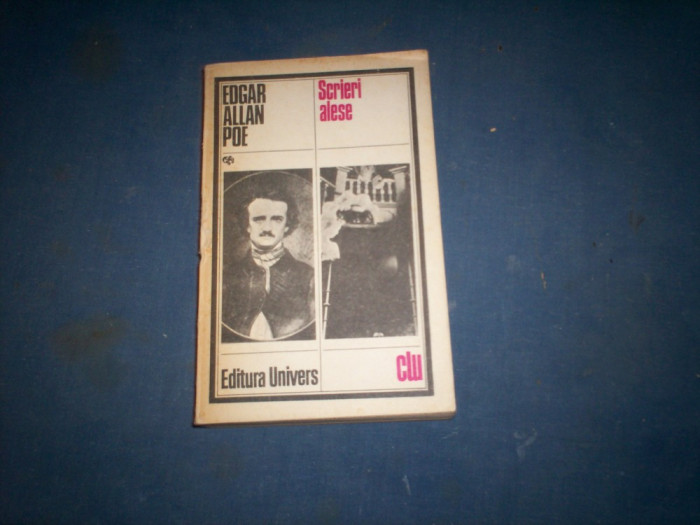 EDGAR
ALLAN
POE
Scrieri
alese
Editura Univers
clu